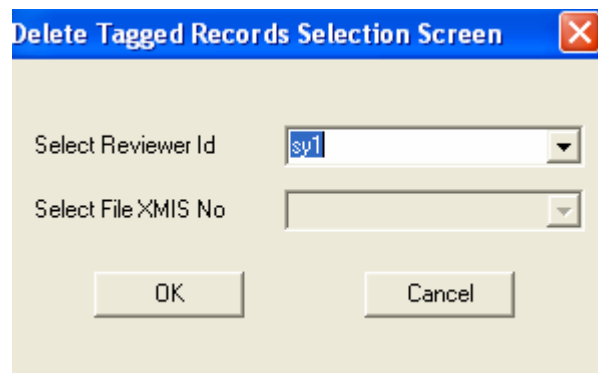 Delete Tagged Records Selection Screen
Select Reviewer Id sy1
Select File XMIS No
OK Cancel